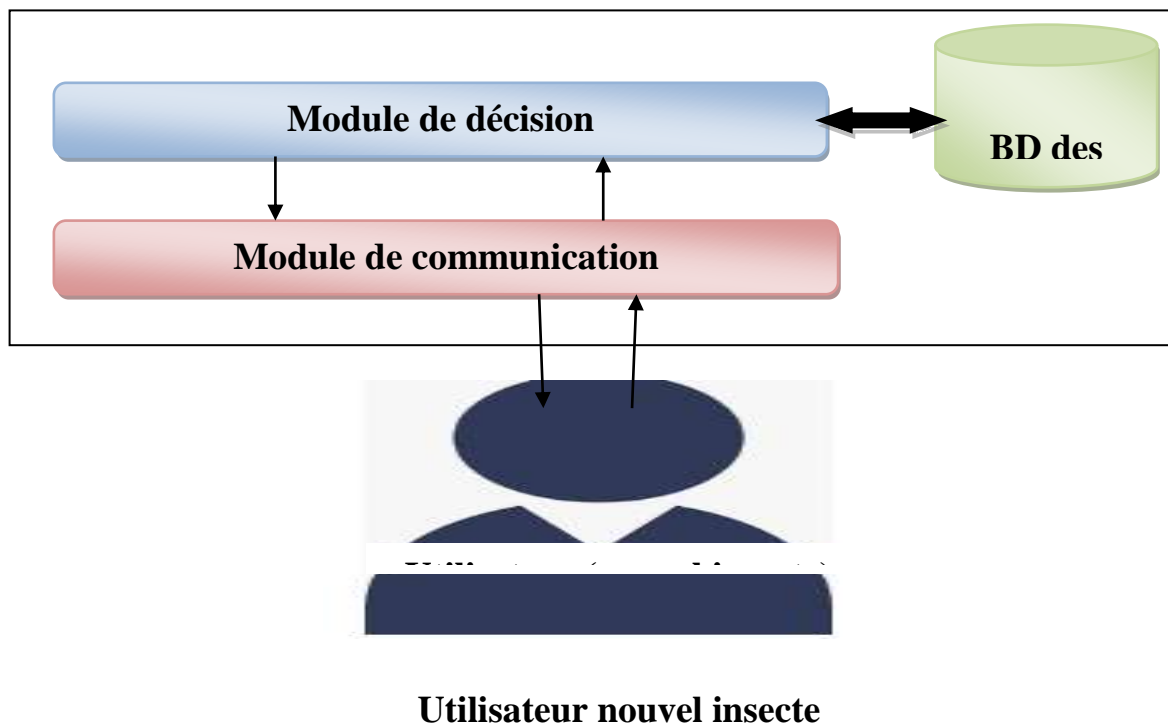 Module de décision
BD des
Module de communication
Utilisateur nouvel insecte